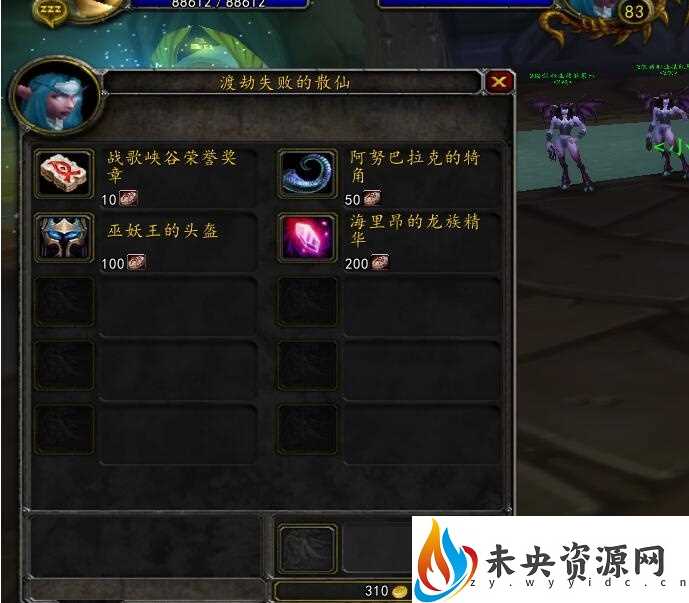 88612 / 88612
zzz
83
渡劫失败的散仙
战歌峡谷荣誉奖
章
10
阿努巴拉克的犄
角
50
巫妖王的头盔
100
海里昂的龙族精
华
200
310
未央资源网
zy.wyyidc.cn